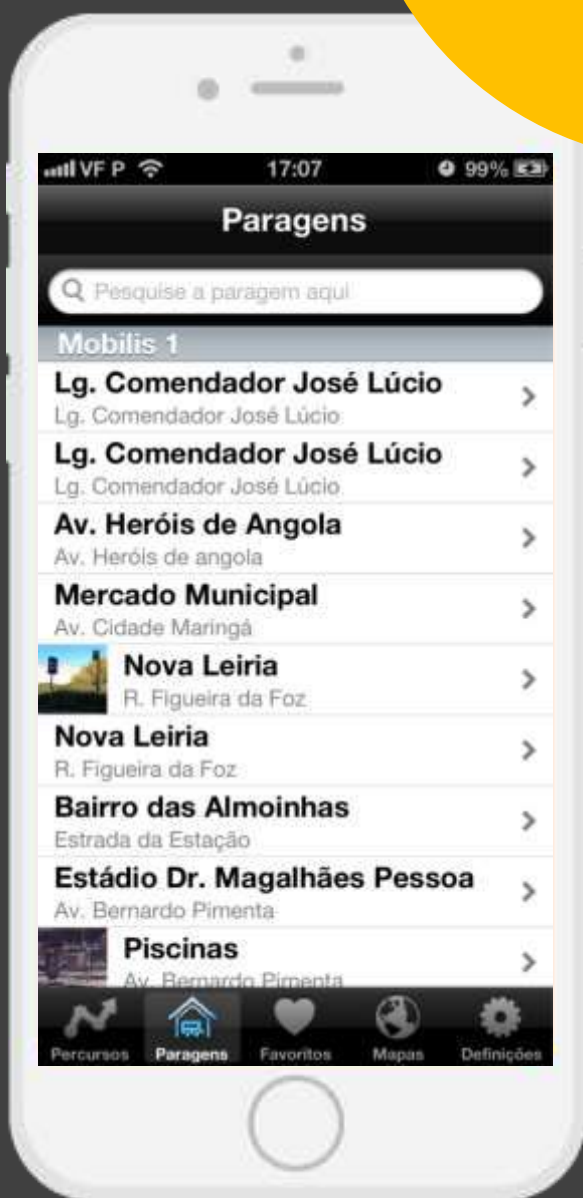 VF P 17:07 99%
Paragens
Pesquise a paragem aqui
Mobilis 1
Lg. Comendador José Lúcio
Lg. Comendador José Lúcio
Lg. Comendador José Lúcio
Lg. Comendador José Lúcio
Av. Heróis de Angola
Av. Heróis de angola
Mercado Municipal
Av. Cidade Maringá
Nova Leiria
R. Figueira da Foz
Nova Leiria
R. Figueira da Foz
Bairro das Almoinhas
Estrada da Estação
Estádio Dr. Magalhães Pessoa
Av. Bernardo Pimenta
Piscinas
Av. Bernardo Pimenta
Percursos Paragens Favoritos Mapas Definições